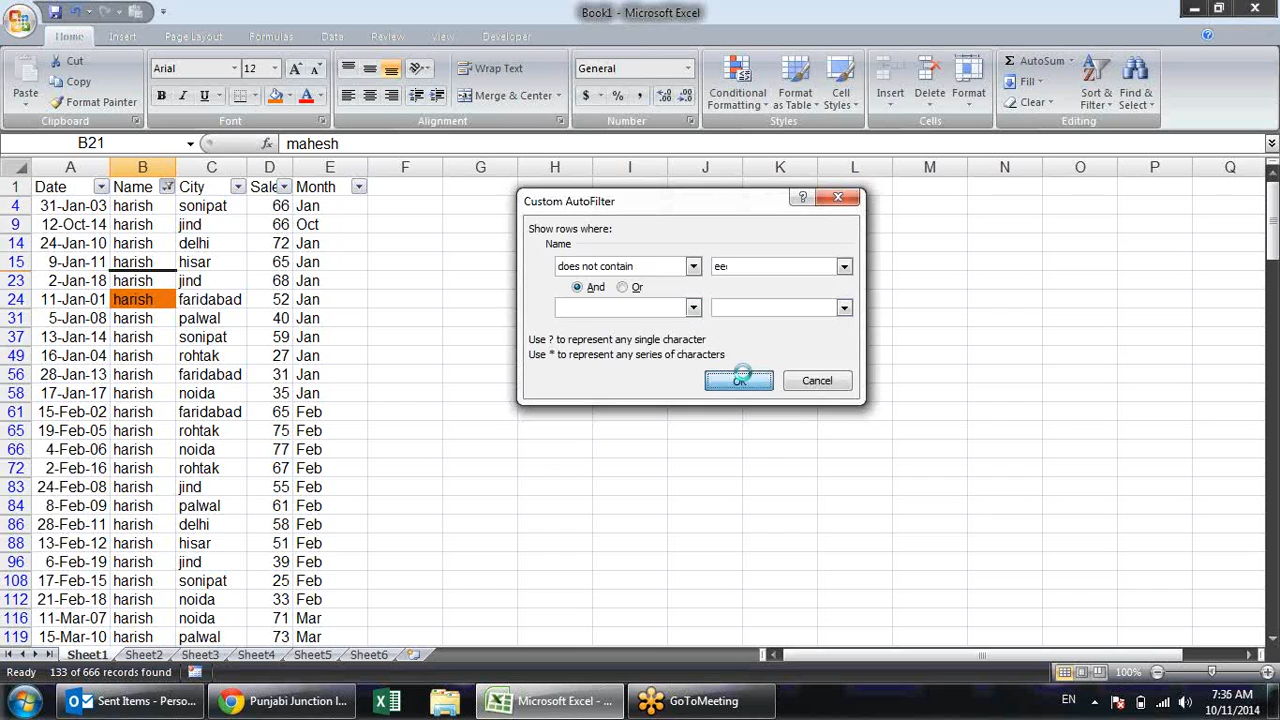 Book1 - Microsoft Excel
Home Insert Page Layout Formulas Data Review View Developer
Cut
Copy
Format Painter
Paste
Clipboard
Arial 12
B I U
Font
Wrap Text
Merge & Center
Alignment
General
$ % ,
Number
Conditional Formatting
Format as Table
Cell Styles
Styles
Insert Delete Format
Cells
AutoSum
Fill
Clear
Sort & Filter
Find & Select
Editing
B21 fx mahesh
A B C D E F G H I J K L M N O P Q
1 Date Name City Sale Month
4 31-Jan-03 harish sonipat 66 Jan
9 12-Oct-14 harish jind 66 Oct
14 24-Jan-10 harish delhi 72 Jan
15 9-Jan-11 harish hisar 65 Jan
23 2-Jan-18 harish jind 68 Jan
24 11-Jan-01 harish faridabad 52 Jan
31 5-Jan-08 harish palwal 40 Jan
37 13-Jan-14 harish sonipat 59 Jan
49 16-Jan-04 harish rohtak 27 Jan
56 28-Jan-13 harish faridabad 31 Jan
58 17-Jan-17 harish noida 35 Jan
61 15-Feb-02 harish faridabad 65 Feb
65 19-Feb-05 harish rohtak 75 Feb
66 4-Feb-06 harish noida 77 Feb
72 2-Feb-16 harish rohtak 67 Feb
83 24-Feb-08 harish jind 55 Feb
84 8-Feb-09 harish palwal 61 Feb
86 28-Feb-11 harish delhi 58 Feb
88 13-Feb-12 harish hisar 51 Feb
96 6-Feb-19 harish jind 39 Feb
108 17-Feb-15 harish sonipat 25 Feb
112 21-Feb-18 harish noida 33 Feb
116 11-Mar-07 harish noida 71 Mar
119 15-Mar-10 harish palwal 73 Mar
Custom AutoFilter
Show rows where:
Name
does not contain
And Or
Use ? to represent any single character
Use * to represent any series of characters
OK Cancel
Sheet1 Sheet2 Sheet3 Sheet4 Sheet5 Sheet6
Ready 133 of 666 records found 100%
Sent Items - Perso...
Punjabi Junction I...
Microsoft Excel - ...
GoToMeeting
EN
7:36 AM
10/11/2014